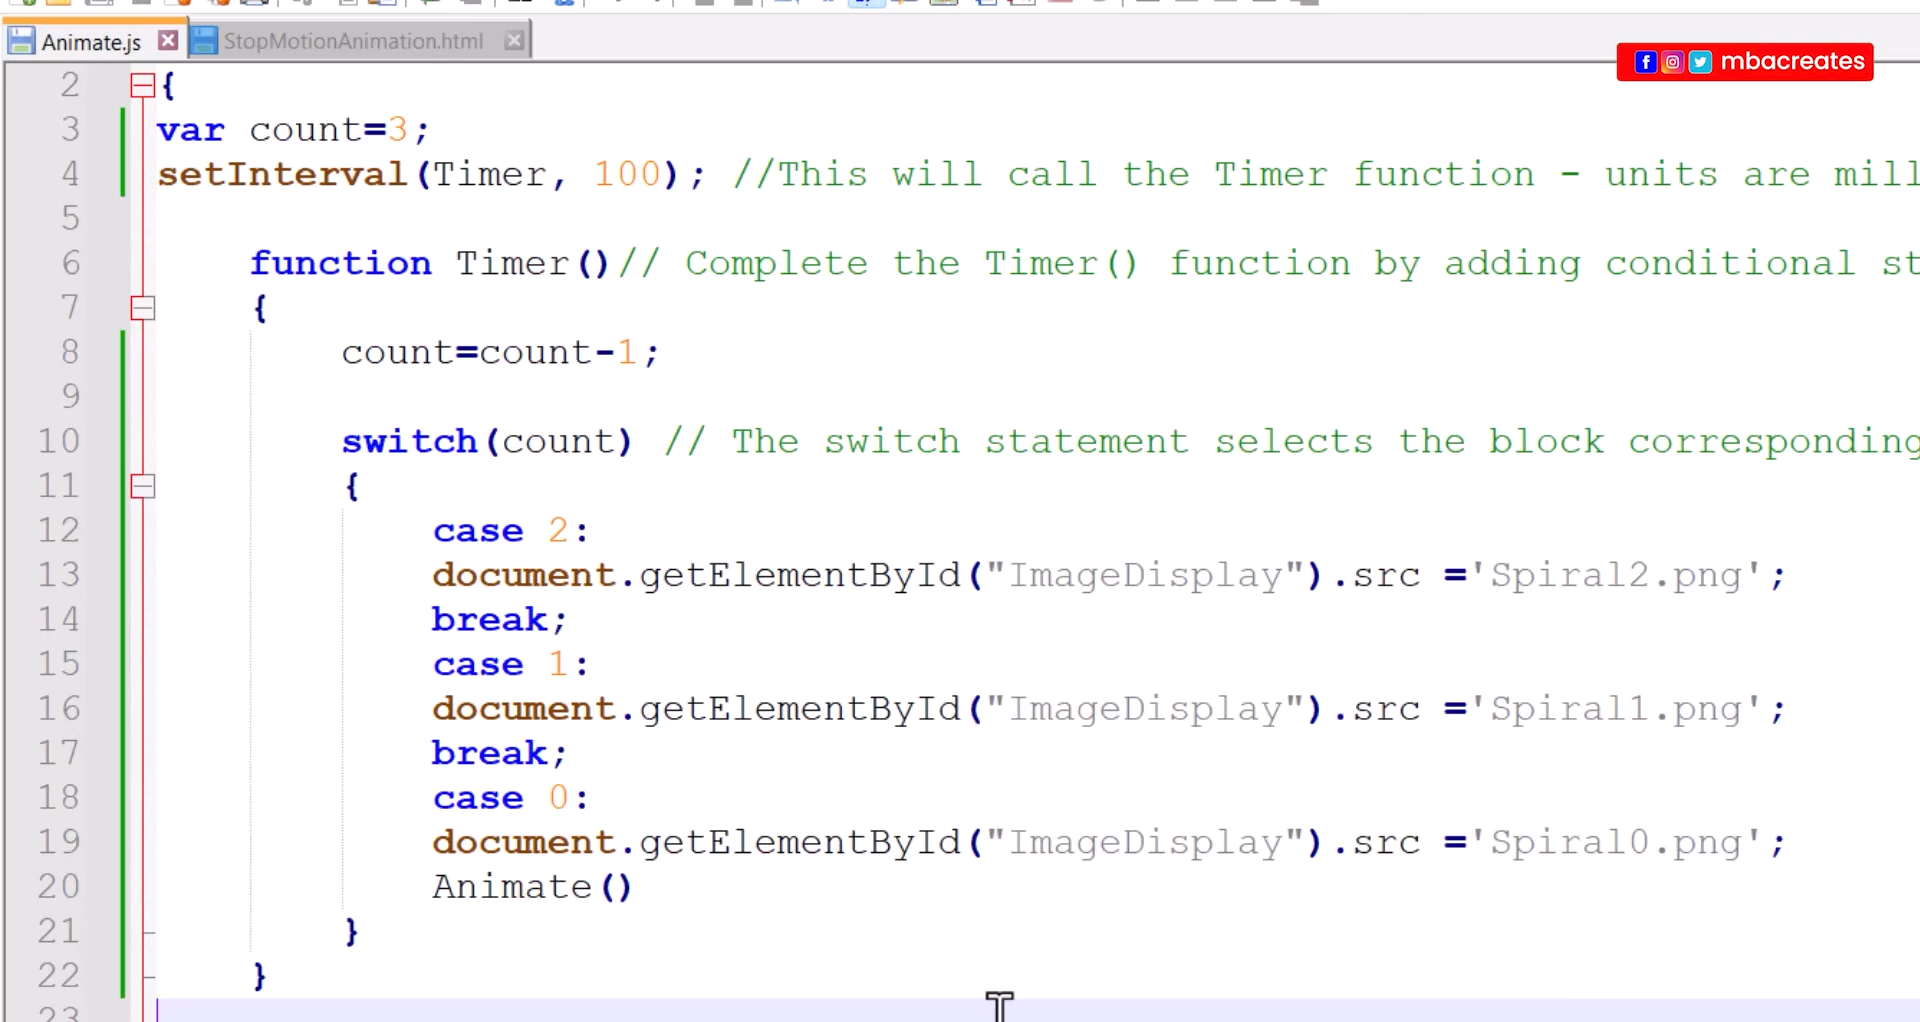 Animate.js StopMotionAnimation.html
mbacreates
2 {
3 var count=3;
4 setInterval(Timer, 100); //This will call the Timer function - units are mill
5
6 function Timer()// Complete the Timer() function by adding conditional st
7 {
8 count=count-1;
9
10 switch(count) // The switch statement selects the block corresponding
11 {
12 case 2:
13 document.getElementById("ImageDisplay").src ='Spiral2.png';
14 break;
15 case 1:
16 document.getElementById("ImageDisplay").src ='Spiral1.png';
17 break;
18 case 0:
19 document.getElementById("ImageDisplay").src ='Spiral0.png';
20 Animate()
21 }
22 }
23